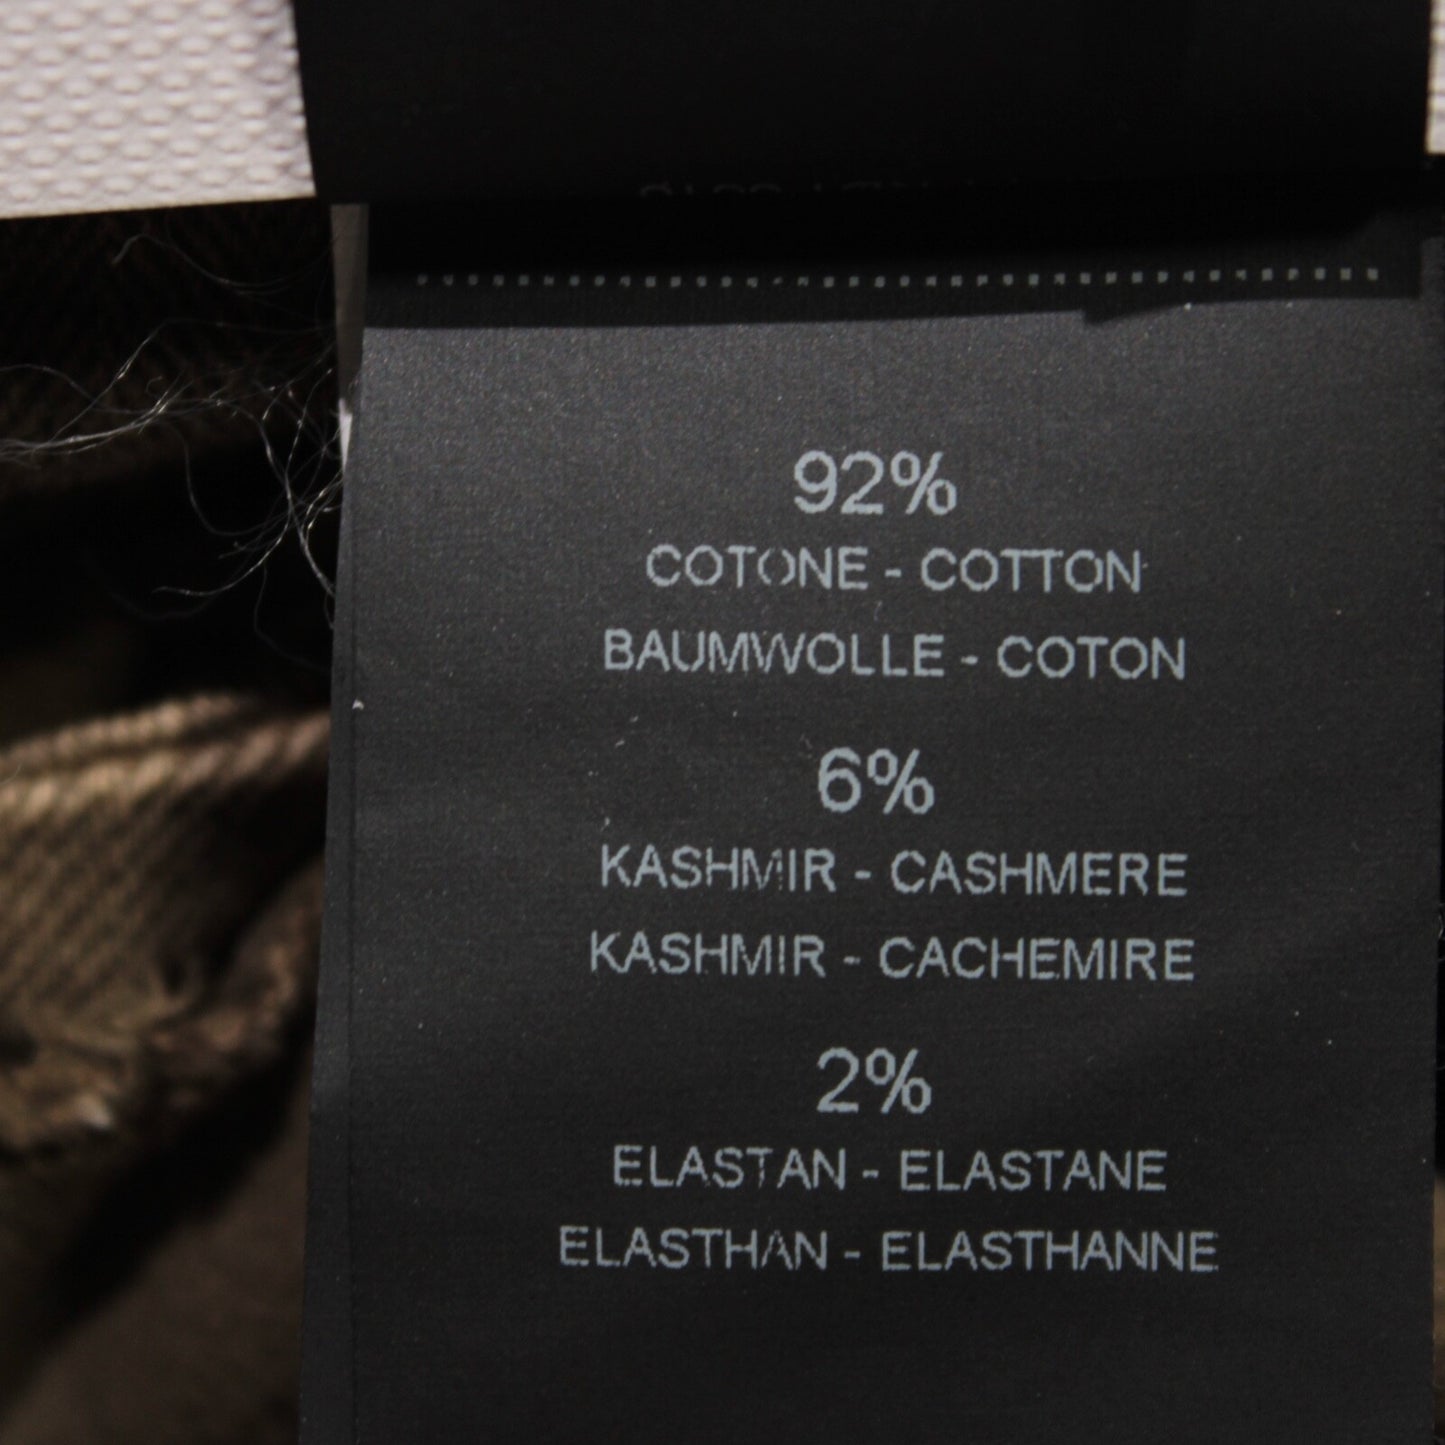 92%
COTONE - COTTON
BAUMWOLLE - COTON
6%
KASHMIR - CASHMERE
KASHMIR - CACHEMIRE
2%
ELASTAN - ELASTANE
ELASTHAN - ELASTHANNE